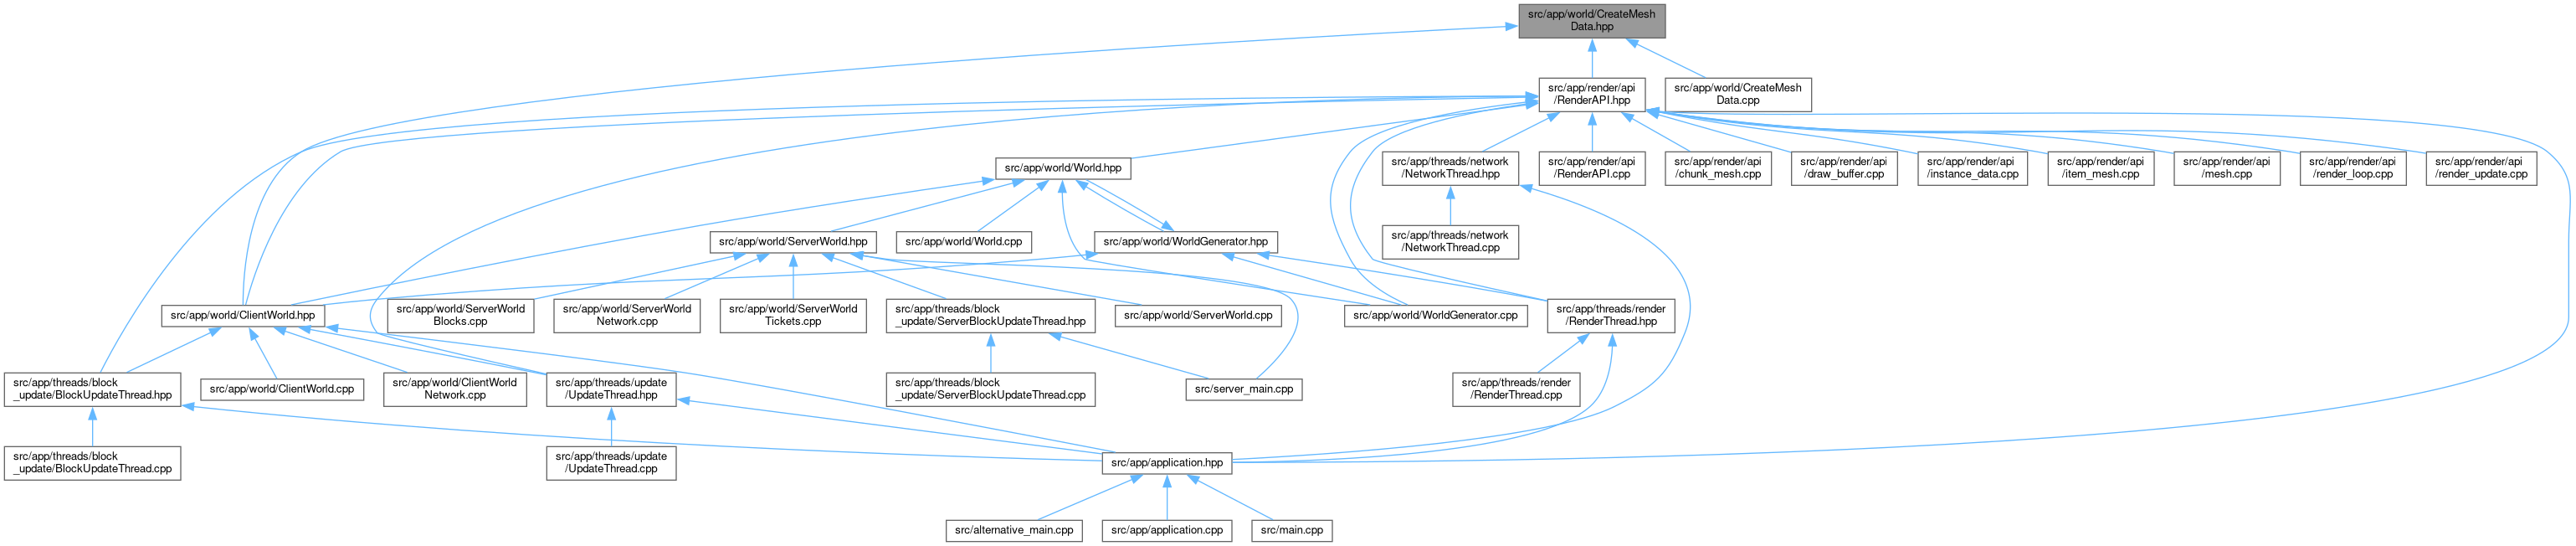 src/app/world/CreateMesh
Data.hpp
src/app/render/api
/RenderAPI.hpp
src/app/world/CreateMesh
Data.cpp
src/app/world/World.hpp
src/app/threads/network
/NetworkThread.hpp
src/app/render/api
/RenderAPI.cpp
src/app/render/api
/chunk_mesh.cpp
src/app/render/api
/draw_buffer.cpp
src/app/render/api
/instance_data.cpp
src/app/render/api
/item_mesh.cpp
src/app/render/api
/mesh.cpp
src/app/render/api
/render_loop.cpp
src/app/render/api
/render_update.cpp
src/app/world/ServerWorld.hpp
src/app/world/World.cpp
src/app/world/WorldGenerator.hpp
src/app/threads/network
/NetworkThread.cpp
src/app/world/ClientWorld.hpp
src/app/world/ServerWorld
Blocks.cpp
src/app/world/ServerWorld
Network.cpp
src/app/world/ServerWorld
Tickets.cpp
src/app/threads/block
_update/ServerBlockUpdateThread.hpp
src/app/world/ServerWorld.cpp
src/app/world/WorldGenerator.cpp
src/app/threads/render
/RenderThread.hpp
src/app/threads/block
_update/BlockUpdateThread.hpp
src/app/world/ClientWorld.cpp
src/app/world/ClientWorld
Network.cpp
src/app/threads/update
/UpdateThread.hpp
src/app/threads/block
_update/ServerBlockUpdateThread.cpp
src/server_main.cpp
src/app/threads/render
/RenderThread.cpp
src/app/threads/block
_update/BlockUpdateThread.cpp
src/app/threads/update
/UpdateThread.cpp
src/app/application.hpp
src/alternative_main.cpp
src/app/application.cpp
src/main.cpp